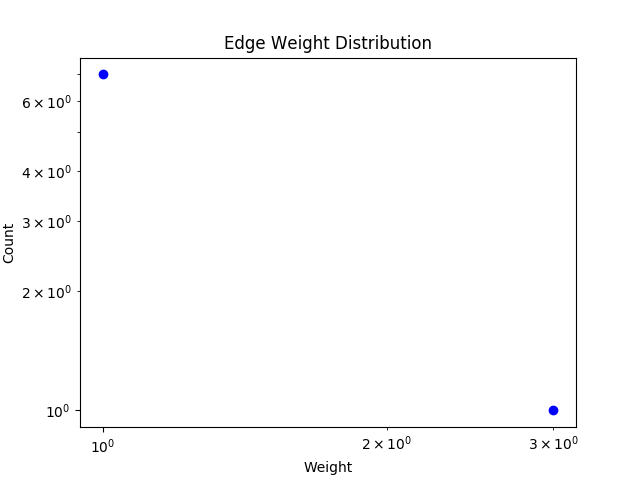 Edge Weight Distribution
Count
6 × 10⁰
4 × 10⁰
3 × 10⁰
2 × 10⁰
10⁰
10⁰
2 × 10⁰
3 × 10⁰
Weight